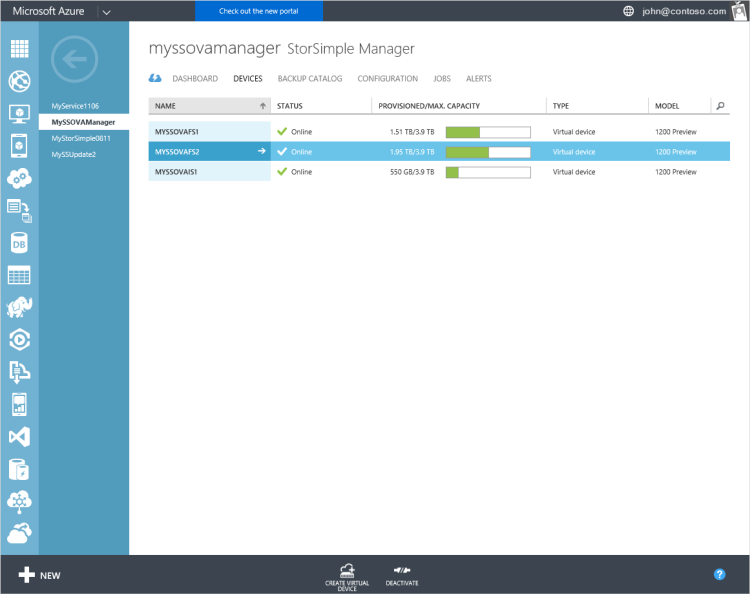 Microsoft Azure
Check out the new portal
john@contoso.com
myssovamanager StorSimple Manager
DASHBOARD DEVICES BACKUP CATALOG CONFIGURATION JOBS ALERTS
MyService1106
MySSOVAManager
MyStorSimple0811
MySSUpdate2
NAME STATUS PROVISIONED/MAX. CAPACITY TYPE MODEL
MYSSOVAFS1 Online 1.51 TB/3.9 TB Virtual device 1200 Preview
MYSSOVAFS2 Online 1.95 TB/3.9 TB Virtual device 1200 Preview
MYSSOVAIS1 Online 550 GB/3.9 TB Virtual device 1200 Preview
DB
NEW
CREATE VIRTUAL
DEVICE
DEACTIVATE
?